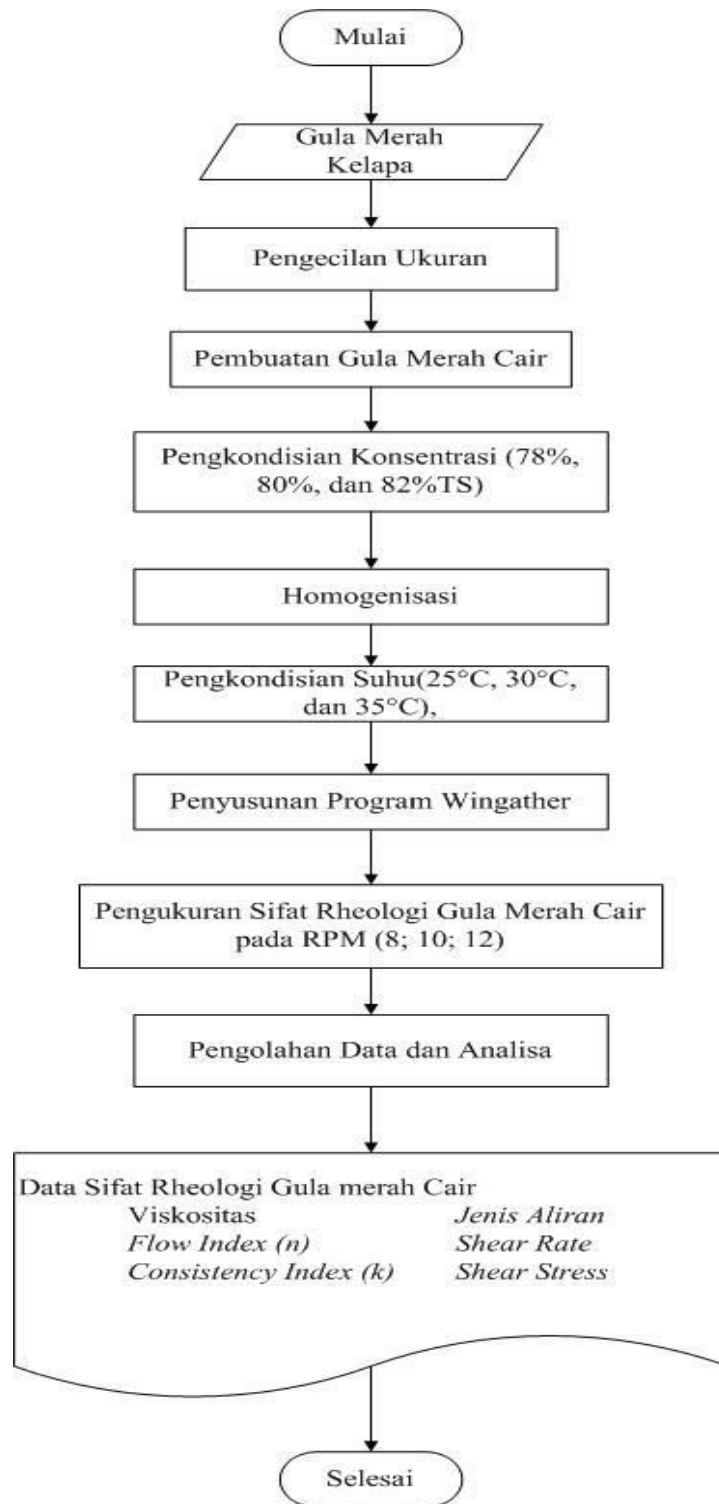 Mulai
Gula Merah
Kelapa
Pengecilan Ukuran
Pembuatan Gula Merah Cair
Pengkondisian Konsentrasi (78%,
80%, dan 82%TS)
Homogenisasi
Pengkondisian Suhu(25°C, 30°C,
dan 35°C),
Penyusunan Program Wingather
Pengukuran Sifat Rheologi Gula Merah Cair
pada RPM (8; 10; 12)
Pengolahan Data dan Analisa
Data Sifat Rheologi Gula merah Cair
Viskositas Jenis Aliran
Flow Index (n) Shear Rate
Consistency Index (k) Shear Stress
Selesai